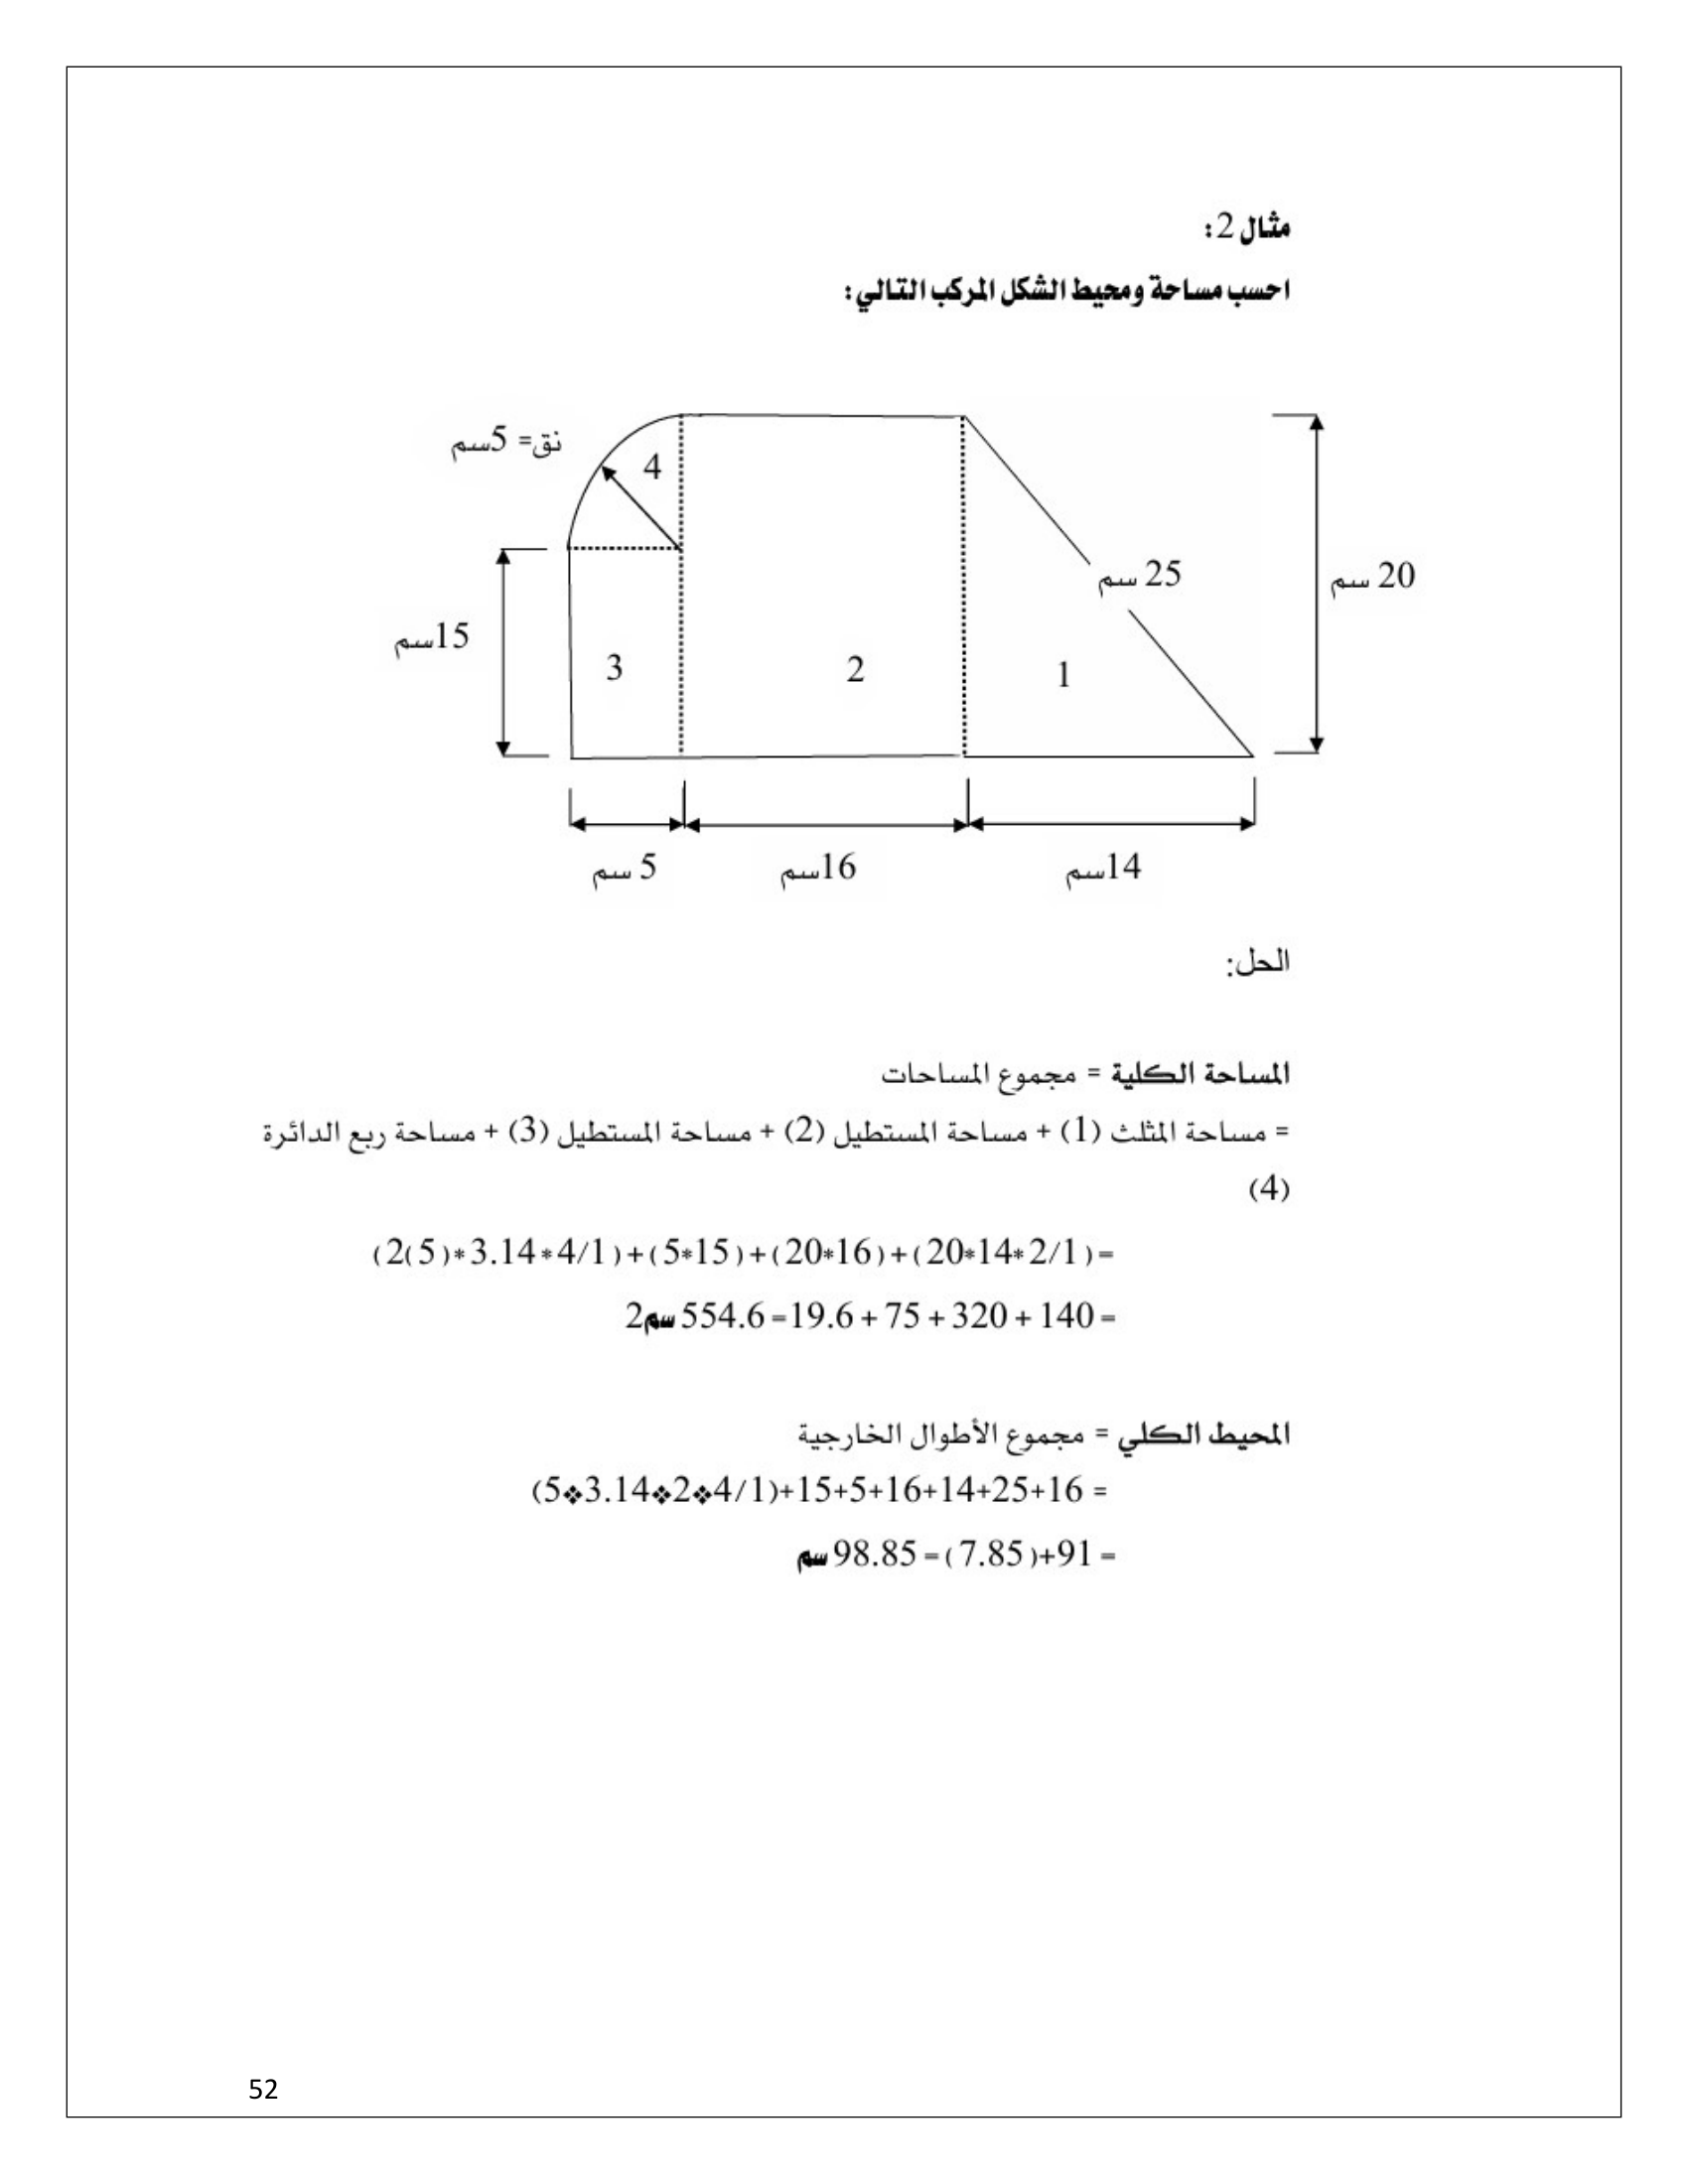 مثال 2:
احسب مساحة ومحيط الشكل المركب التالي:
نق= 5سم
4
25 سم
20 سم
15سم
3
2
1
5 سم
16سم
14سم
الحل:
المساحة الكلية = مجموع المساحات
= مساحة المثلث (1) + مساحة المستطيل (2) + مساحة المستطيل (3) + مساحة ربع الدائرة
(4)
=(2/1*14*20)+(16*20)+(15*5)+(4/1*3.14*(5)2)
= 140 + 320 + 75 + 19.6= 554.6 سم2
المحيط الكلي = مجموع الأطوال الخارجية
= 16+25+14+16+5+15+(4/1❖2❖3.14❖5)
= 91+(7.85)= 98.85 سم
52